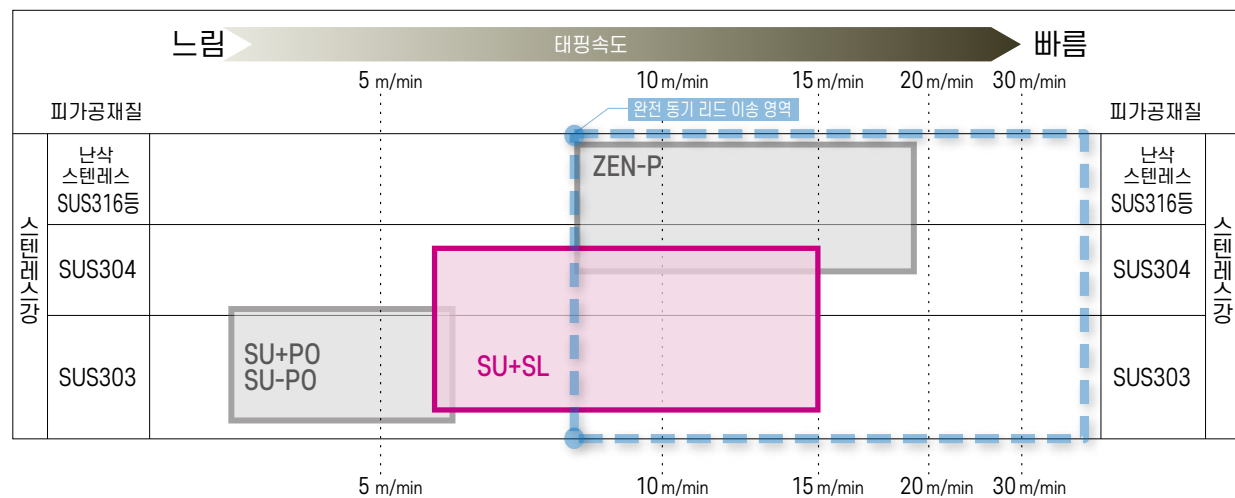 느림 태핑속도 빠름
5 m/min 10 m/min 15 m/min 20 m/min 30 m/min
피가공재질 완전 동기 리드 이송 영역 피가공재질
스텐레스강
난삭
스텐레스
SUS316등
SUS304
SUS303
ZEN-P
SU+PO
SU-PO
SU+SL
난삭
스텐레스
SUS316등
SUS304
SUS303
스텐레스강
5 m/min 10 m/min 15 m/min 20 m/min 30 m/min